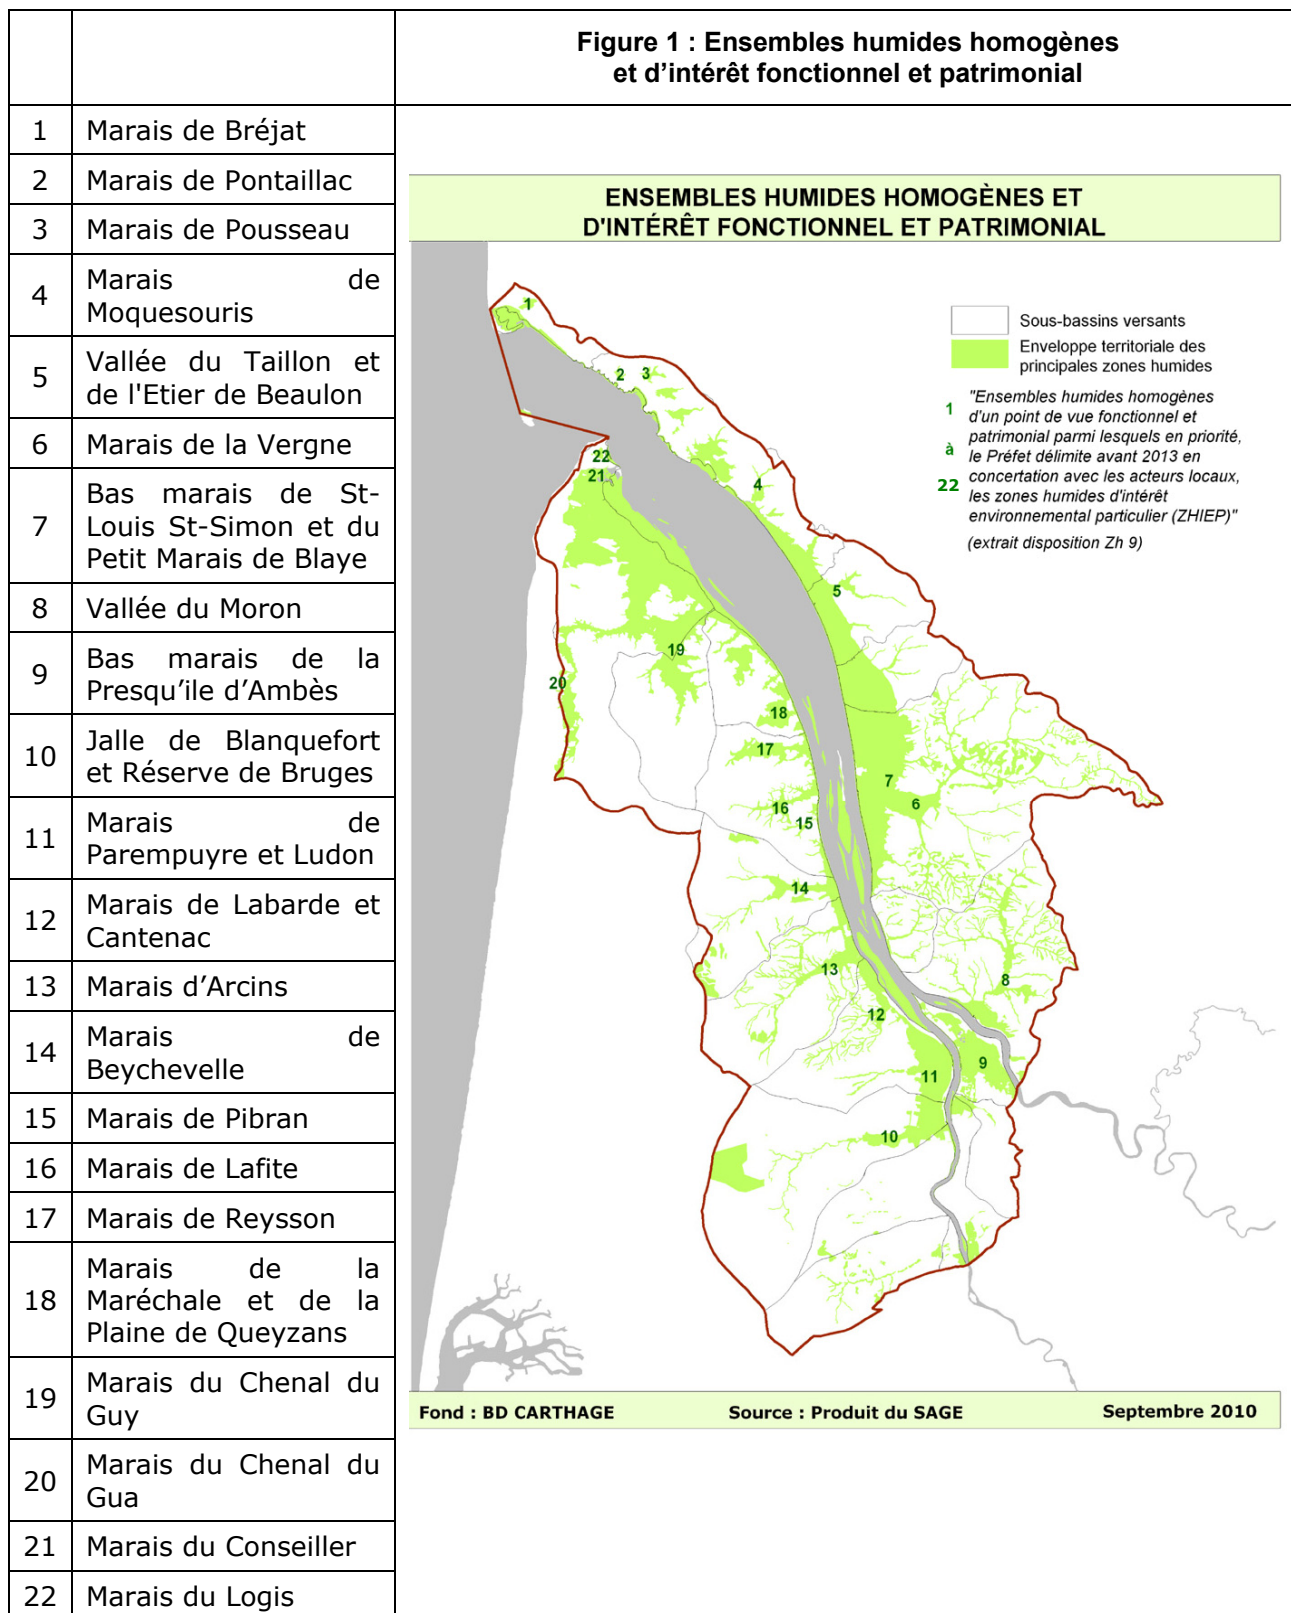 Figure 1 : Ensembles humides homogènes
et d'intérêt fonctionnel et patrimonial
1 Marais de Bréjat
2 Marais de Pontaillac
3 Marais de Pousseau
4 Marais de
Moquesouris
5 Vallée du Taillon et
de l'Etier de Beaulon
6 Marais de la Vergne
7 Bas marais de St-
Louis St-Simon et du
Petit Marais de Blaye
8 Vallée du Moron
9 Bas marais de la
Presqu'ile d'Ambès
10 Jalle de Blanquefort
et Réserve de Bruges
11 Marais de
Parempuyre et Ludon
12 Marais de Labarde et
Cantenac
13 Marais d'Arcins
14 Marais de
Beychevelle
15 Marais de Pibran
16 Marais de Lafite
17 Marais de Reysson
18 Marais de la
Maréchale et de la
Plaine de Queyzans
19 Marais du Chenal du
Guy
20 Marais du Chenal du
Gua
21 Marais du Conseiller
22 Marais du Logis
ENSEMBLES HUMIDES HOMOGÈNES ET
D'INTÉRÊT FONCTIONNEL ET PATRIMONIAL
Sous-bassins versants
Enveloppe territoriale des
principales zones humides
1 à 22
"Ensembles humides homogènes
d'un point de vue fonctionnel et
patrimonial parmi lesquels en priorité,
le Préfet délimite avant 2013 en
concertation avec les acteurs locaux,
les zones humides d'intérêt
environnemental particulier (ZHIEP)"
(extrait disposition Zh 9)
1
2 3
22
21
4
5
19
20
18
17
7
6
16
15
14
13
8
12
9
11
10
Fond : BD CARTHAGE Source : Produit du SAGE Septembre 2010